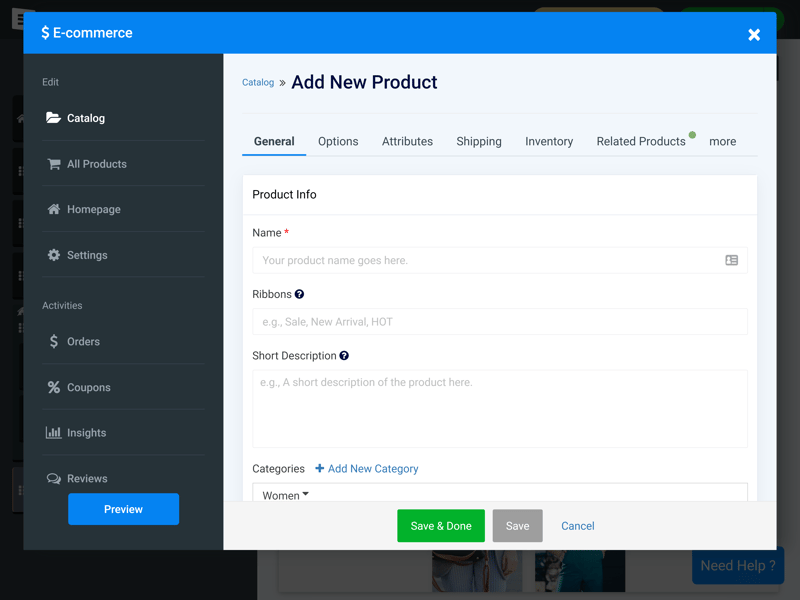 $ E-commerce
Edit
Catalog
All Products
Homepage
Settings
Activities
Orders
Coupons
Insights
Reviews
Preview
Catalog » Add New Product
General Options Attributes Shipping Inventory Related Products more
Product Info
Name *
Your product name goes here.
Ribbons
e.g., Sale, New Arrival, HOT
Short Description
e.g., A short description of the product here.
Categories + Add New Category
Women
Save & Done Save Cancel
Need Help ?